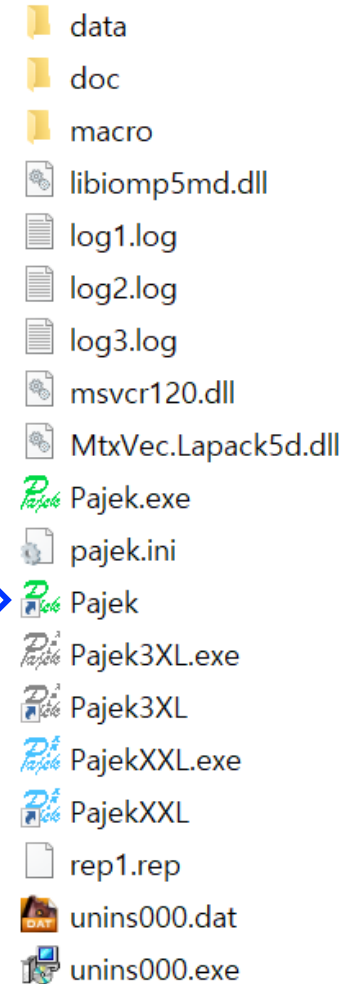 data
doc
macro
libiomp5md.dll
log1.log
log2.log
log3.log
msvcr120.dll
MtxVec.Lapack5d.dll
Pajek.exe
pajek.ini
Pajek
Pajek3XL.exe
Pajek3XL
PajekXXL.exe
PajekXXL
rep1.rep
unins000.dat
unins000.exe